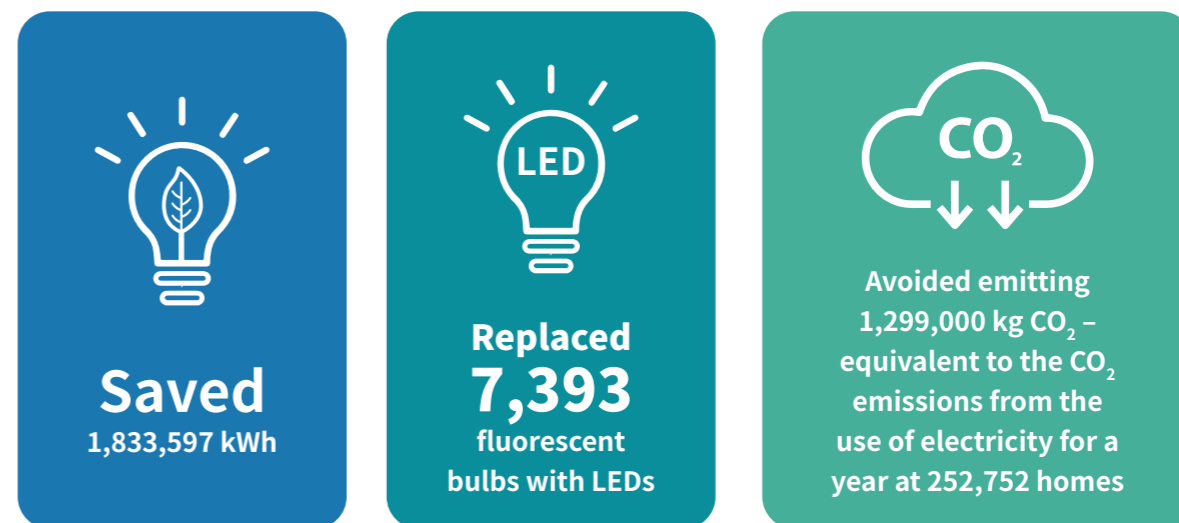 Saved
1,833,597 kWh
LED
Replaced
7,393
fluorescent
bulbs with LEDs
CO₂
Avoided emitting
1,299,000 kg CO₂ –
equivalent to the CO₂
emissions from the
use of electricity for a
year at 252,752 homes